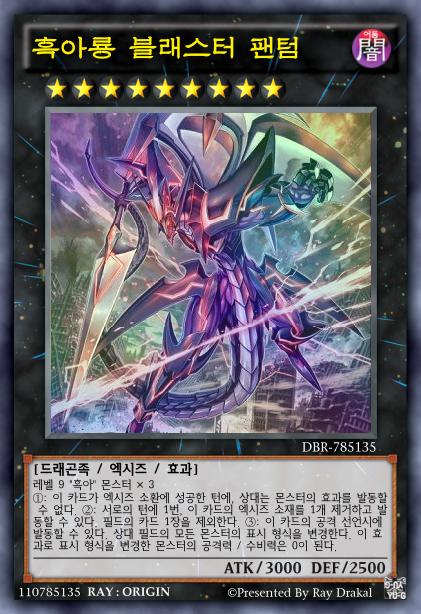 흑아룡 블래스터 팬텀
어둠
闇
DBR-785135
[드래곤족 / 엑시즈 / 효과]
레벨 9 "흑아" 몬스터 × 3
①: 이 카드가 엑시즈 소환에 성공한 턴에, 상대는 몬스터의 효과를 발동할
수 없다. ②: 서로의 턴에 1번, 이 카드의 엑시즈 소재를 1개 제거하고 발
동할 수 있다. 필드의 카드 1장을 제외한다. ③: 이 카드의 공격 선언시에
발동할 수 있다. 상대 필드의 모든 몬스터의 표시 형식을 변경한다. 이 효
과로 표시 형식을 변경한 몬스터의 공격력 / 수비력은 0이 된다.
ATK / 3000 DEF / 2500
110785135 RAY : ORIGIN ©Presented By Ray Drakal